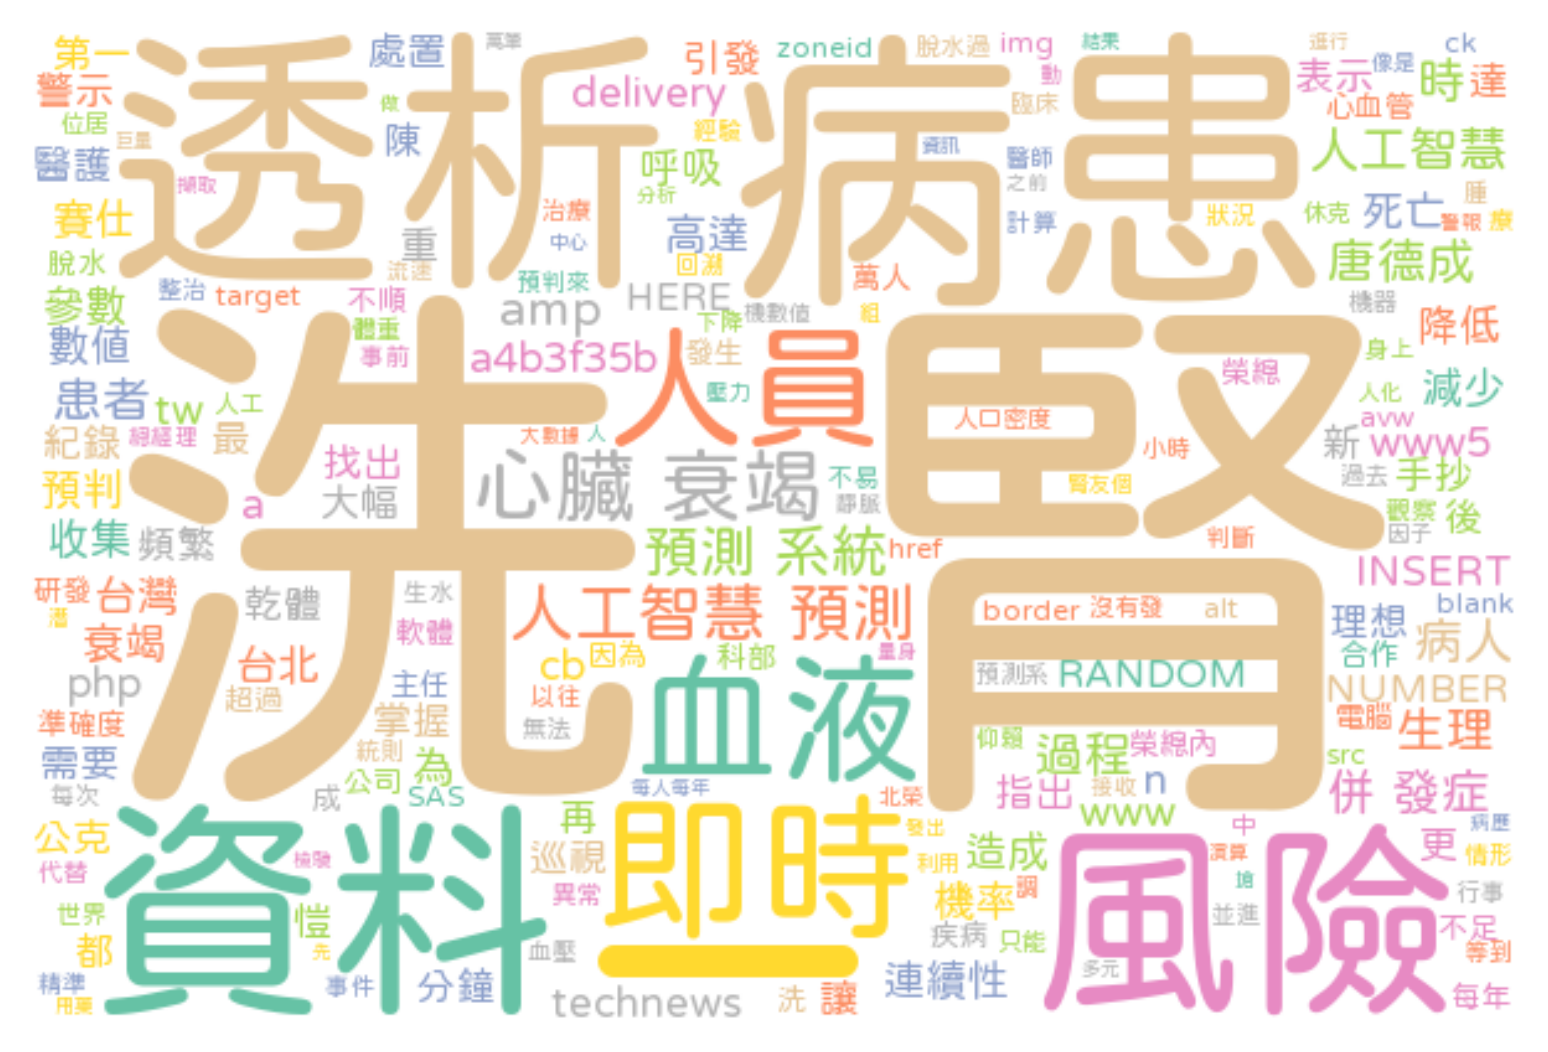 透析 病患
洗腎
資料 即時 一 風險
人員
血液
心臟 衰竭
預測 系統
人工智慧 預測
第一 處置 萬筆 引發 zoneid 脫水過 img 結果 進行 ck
警示 做 delivery 動 表示 像是 時 達
位居 巨量 陳 經驗 臨床 心血管
醫護 擷取 呼吸 資訊 醫師 人工智慧
分析 之前 腫
賽仕 重 治療 中心 高達 計算 狀況 休克 死亡 警報 療
脫水 流速 回溯 萬人 唐德成
參數 整治 target 不順 預判來 amp HERE 機數值 組 機器
數值 體重 事前 下降 降低
a4b3f35b 發生 榮總 身上
患者 tw 人工 壓力 人口密度 人化 減少
紀錄 總經理 最 大數據 人 小時 avw 新 www5
預判 a 找出 大幅 不易 靜脈 腎友個 過去 手抄
收集 頻繁 href 判斷 觀察 因子 後
研發 台灣 乾體 生水 border 沒有發 alt INSERT
潛 衰竭 軟體 blank
台北 cb 因為 科部 量身 理想 病人
php 超過 主任 以往 預測系 RANDOM 合作 NUMBER
準確度 掌握 無法 電腦 生理
需要 統則 為 仰賴 過程 榮總內 src
每次 成 公司 SAS 每人每年 北榮 指出 接收 n 併 發症
公克 再 發出 www 中 病歷
代替 檢驗 巡視 利用 造成 演算 更 情形
世界 愷 異常 機率 調 行事
都 先 血壓 疾病 只能 並進 不足 等到
精準 用藥 事件 分鐘 連續性 多元 每年
technews 洗 讓